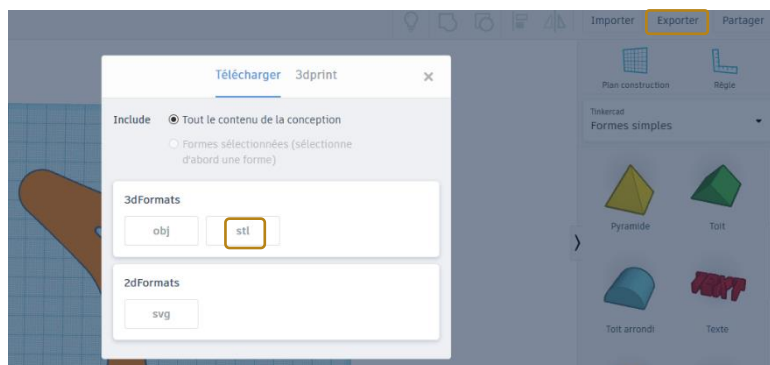 Importer Exporter Partager
Télécharger 3dprint ×
Plan construction Règle
Include Tout le contenu de la conception
Formes sélectionnées (sélectionne
d'abord une forme)
Tinkercad
Formes simples
3dFormats
obj stl
Pyramide Toit
2dFormats
svg
TEXT
Toit arrondi Texte